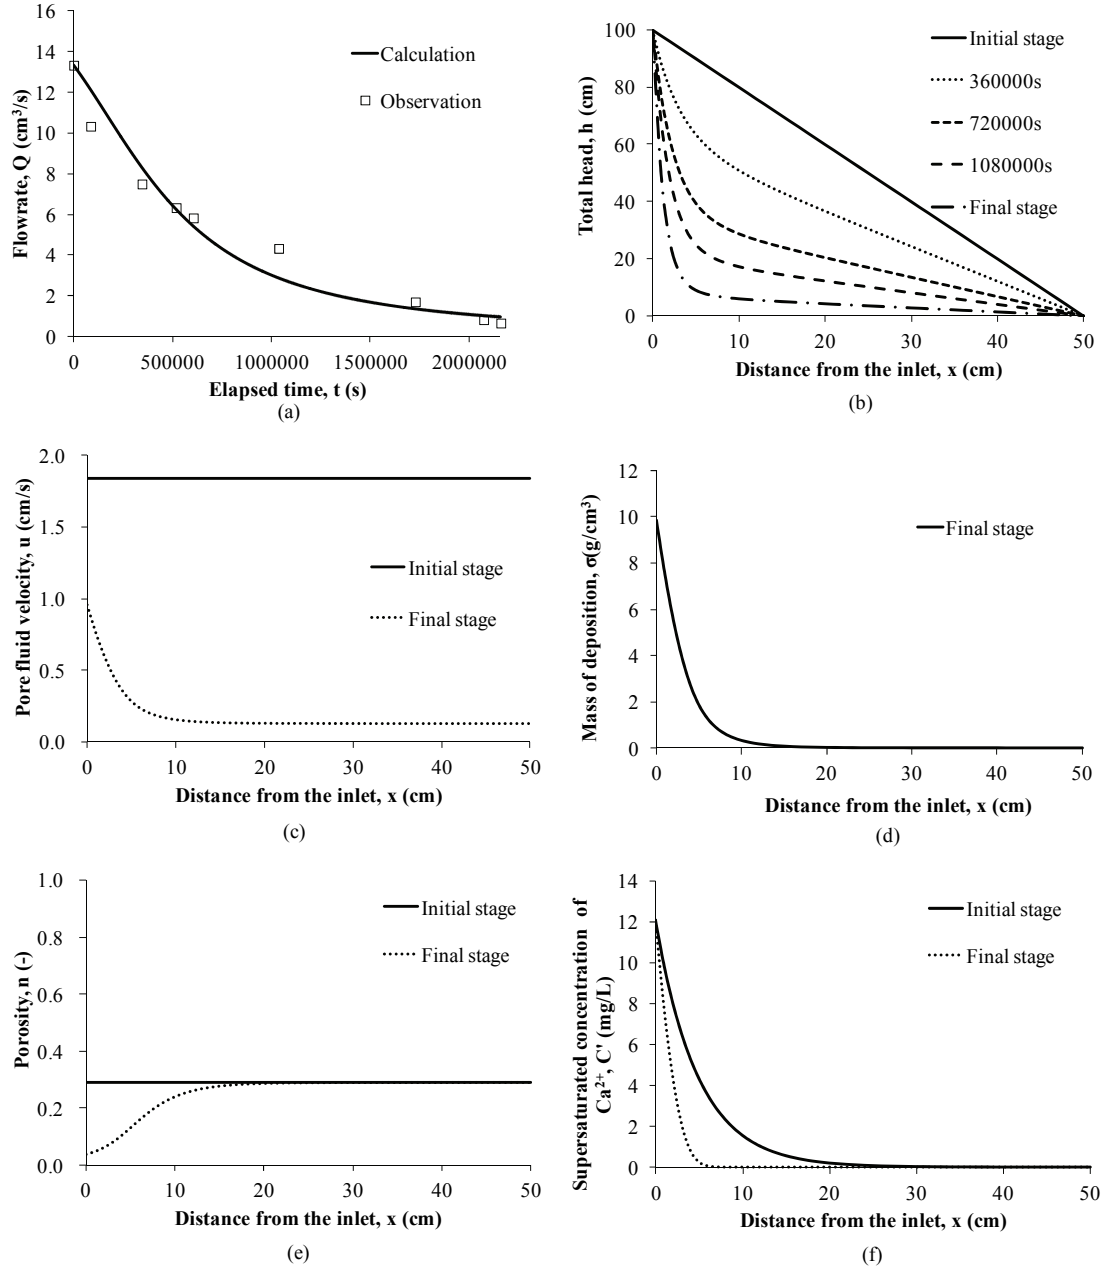 16
14
12
10
8
6
4
2
0
Flowrate, Q (cm³/s)
Calculation
Observation
0 500000 1000000 1500000 2000000
Elapsed time, t (s)
(a)
100
80
60
40
20
0
Total head, h (cm)
Initial stage
360000s
720000s
1080000s
Final stage
0 10 20 30 40 50
Distance from the inlet, x (cm)
(b)
2.0
1.5
1.0
0.5
0.0
Pore fluid velocity, u (cm/s)
Initial stage
Final stage
0 10 20 30 40 50
Distance from the inlet, x (cm)
(c)
12
10
8
6
4
2
0
Mass of deposition, σ(g/cm³)
Final stage
0 10 20 30 40 50
Distance from the inlet, x (cm)
(d)
1.0
0.8
0.6
0.4
0.2
0.0
Porosity, n (-)
Initial stage
Final stage
0 10 20 30 40 50
Distance from the inlet, x (cm)
(e)
14
12
10
8
6
4
2
0
Supersaturated concentration of
Ca²⁺, C' (mg/L)
Initial stage
Final stage
0 10 20 30 40 50
Distance from the inlet, x (cm)
(f)